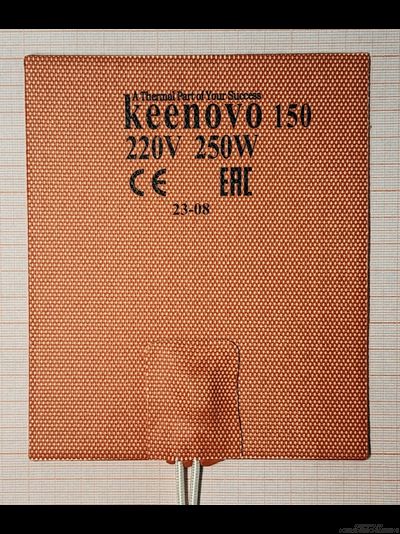 A Thermal Part of Your Success
keenovo 150
220V 250W
CE EAC
23-08